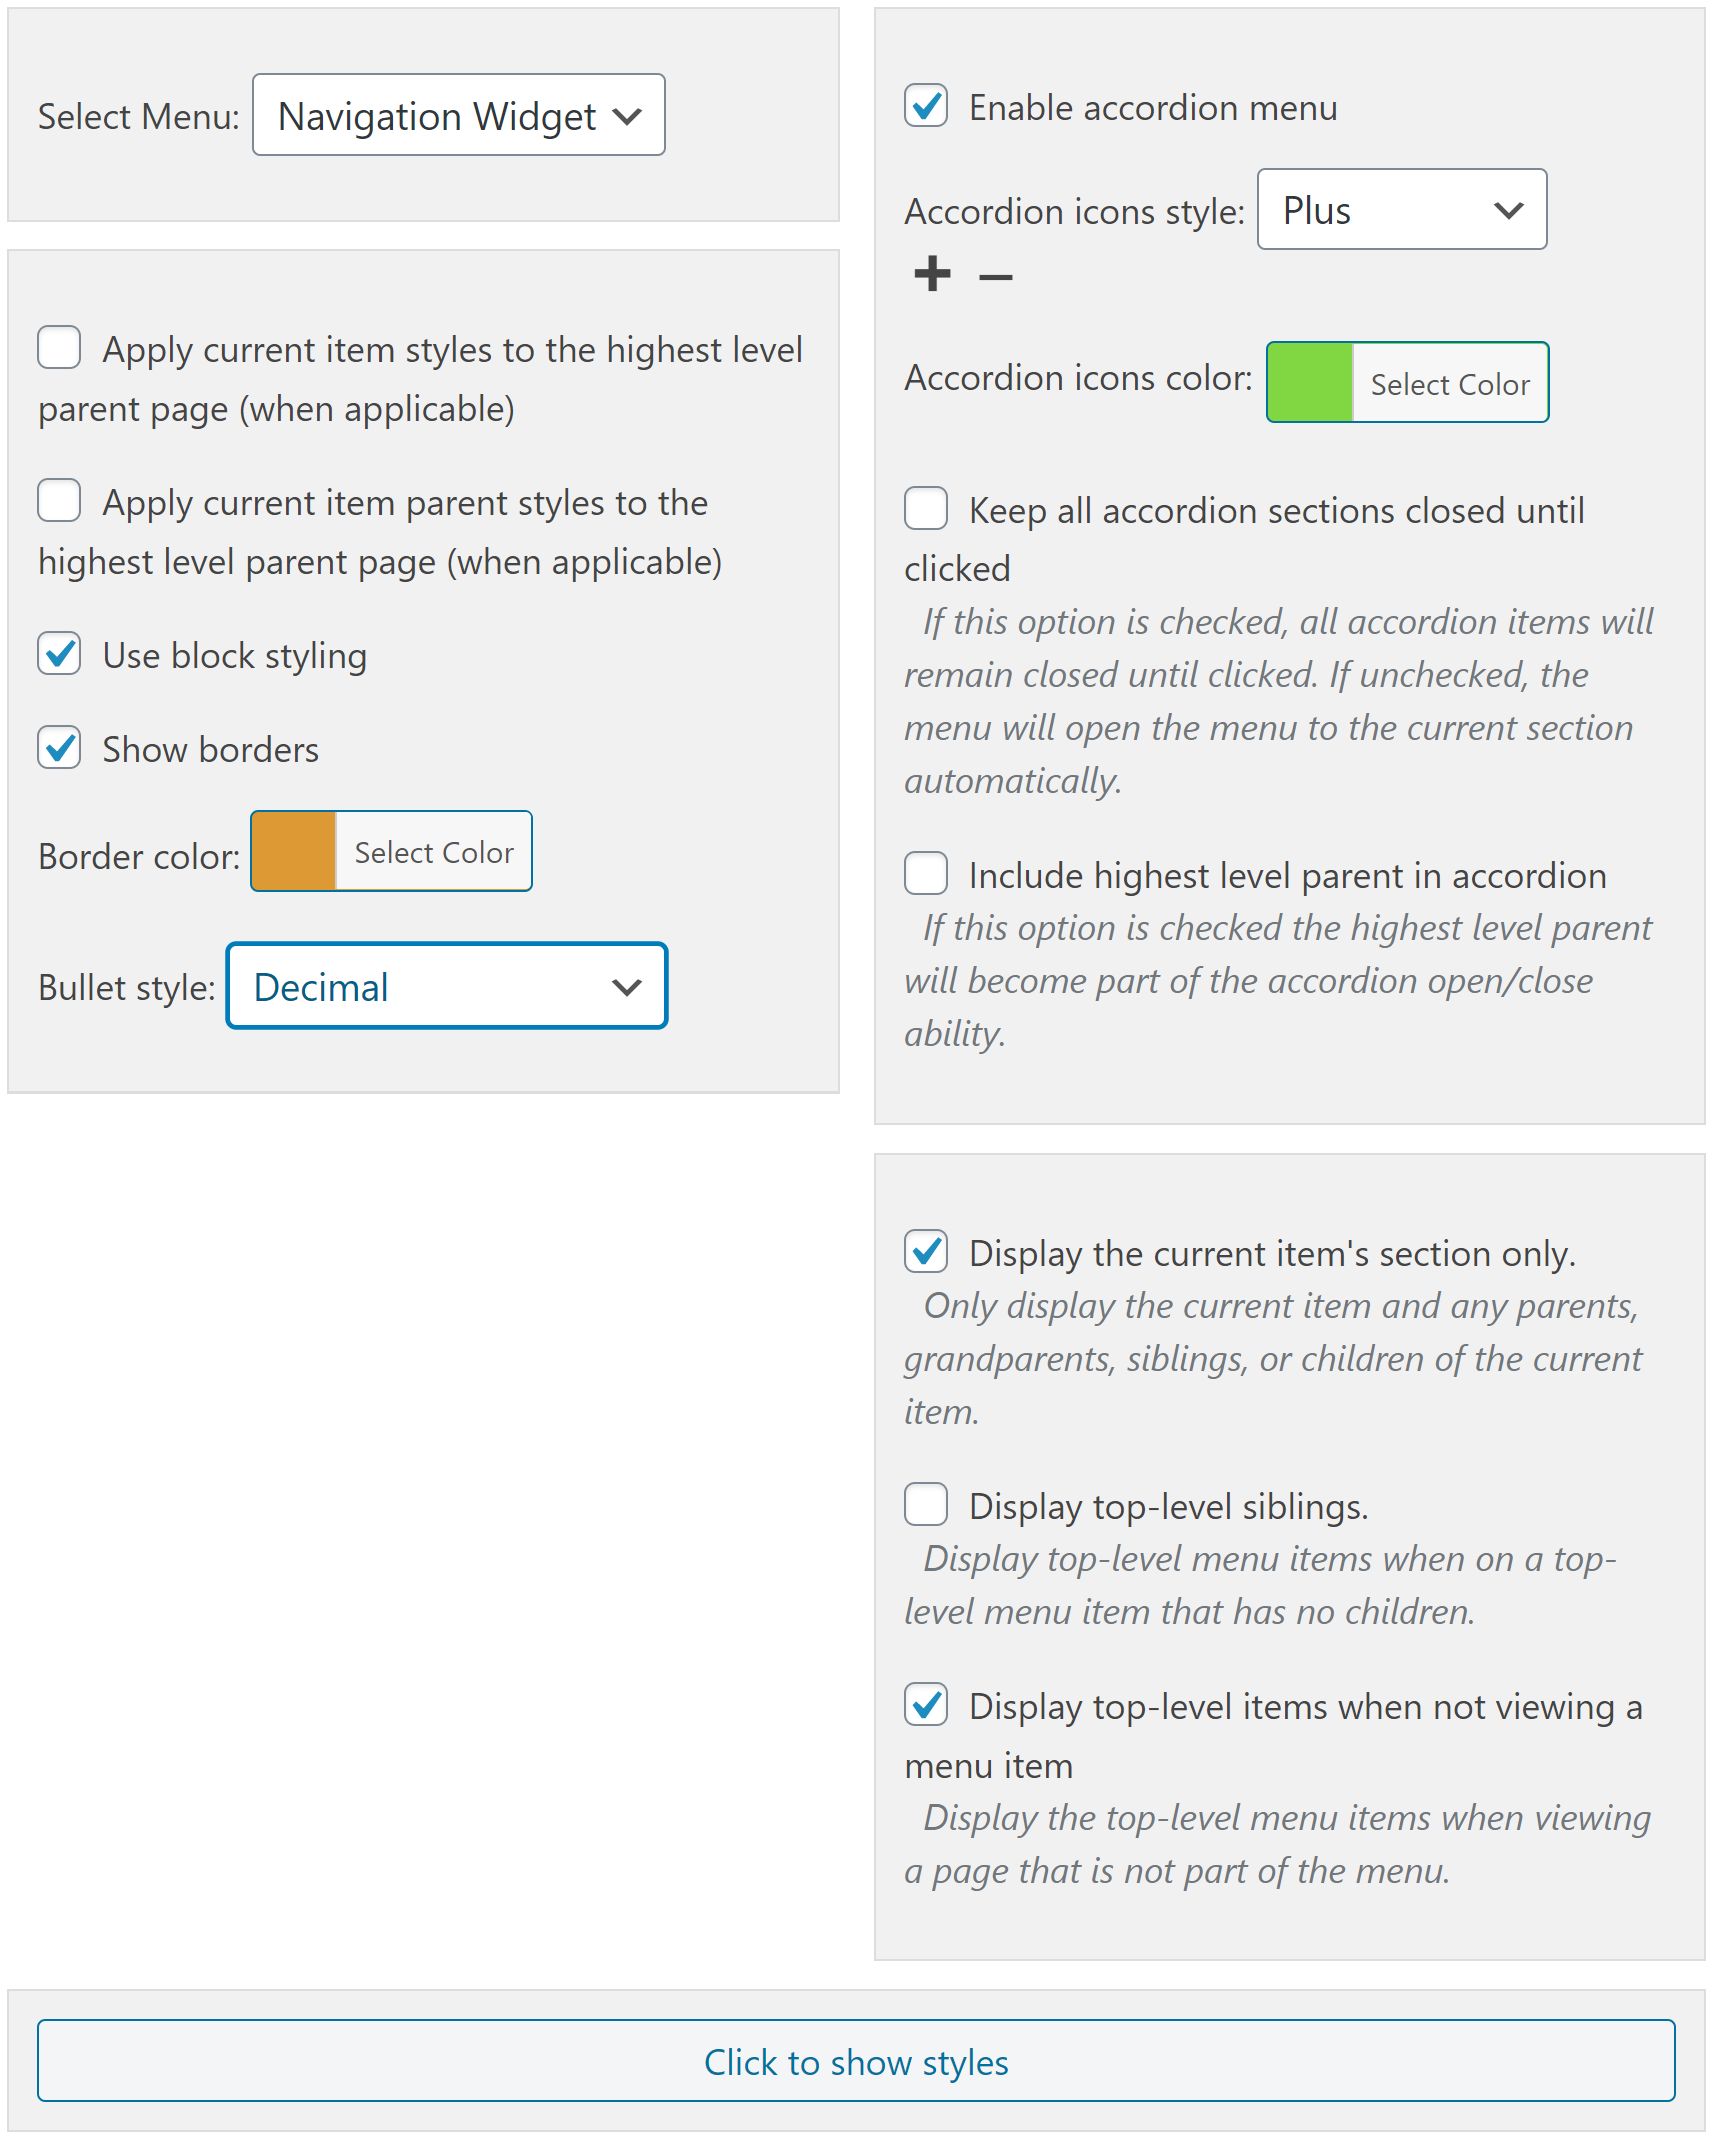 Select Menu: Navigation Widget
Apply current item styles to the highest level
parent page (when applicable)
Apply current item parent styles to the
highest level parent page (when applicable)
Use block styling
Show borders
Border color: Select Color
Bullet style: Decimal
Enable accordion menu
Accordion icons style: Plus
Accordion icons color: Select Color
Keep all accordion sections closed until
clicked
If this option is checked, all accordion items will
remain closed until clicked. If unchecked, the
menu will open the menu to the current section
automatically.
Include highest level parent in accordion
If this option is checked the highest level parent
will become part of the accordion open/close
ability.
Display the current item's section only.
Only display the current item and any parents,
grandparents, siblings, or children of the current
item.
Display top-level siblings.
Display top-level menu items when on a top-
level menu item that has no children.
Display top-level items when not viewing a
menu item
Display the top-level menu items when viewing
a page that is not part of the menu.
Click to show styles